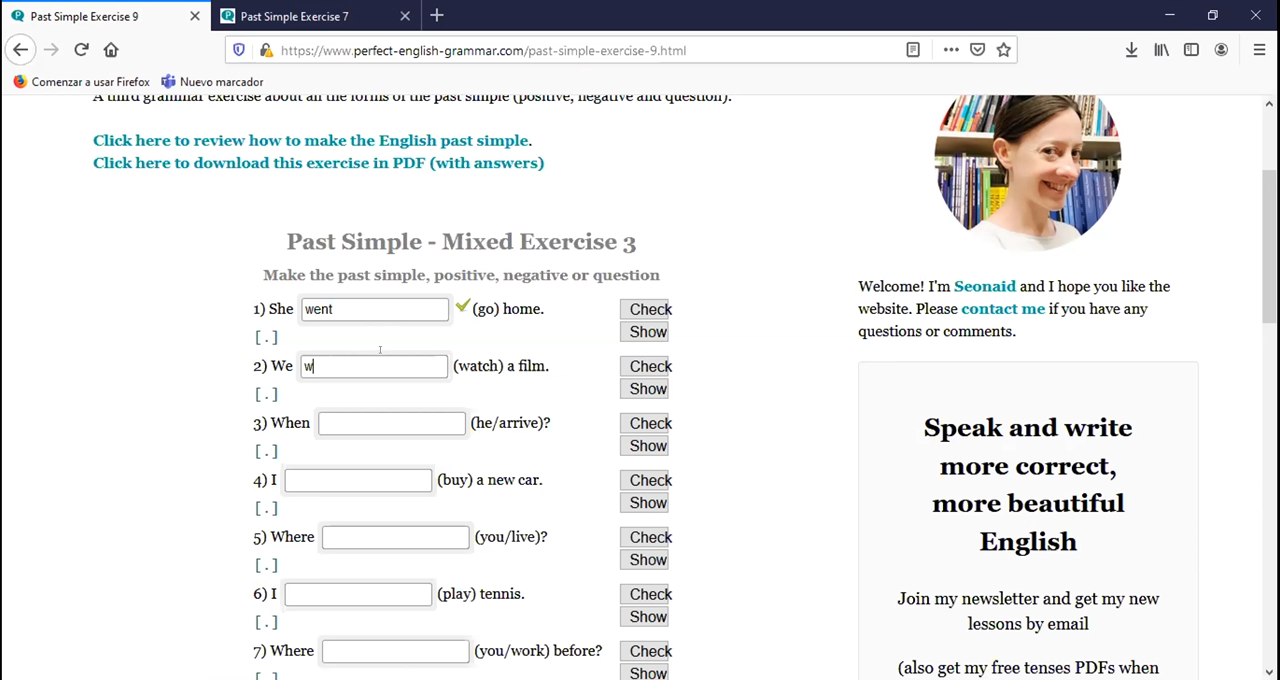 Past Simple Exercise 9
Past Simple Exercise 7
https://www.perfect-english-grammar.com/past-simple-exercise-9.html
Comenzar a usar Firefox
Nuevo marcador
A third grammar exercise about all the forms of the past simple (positive, negative and question).
Click here to review how to make the English past simple.
Click here to download this exercise in PDF (with answers)
Past Simple - Mixed Exercise 3
Make the past simple, positive, negative or question
1) She went (go) home. Check
[ . ] Show
2) We w (watch) a film. Check
[ . ] Show
3) When (he/arrive)? Check
[ . ] Show
4) I (buy) a new car. Check
[ . ] Show
5) Where (you/live)? Check
[ . ] Show
6) I (play) tennis. Check
[ . ] Show
7) Where (you/work) before? Check
[ . ] Show
Welcome! I'm Seonaid and I hope you like the
website. Please contact me if you have any
questions or comments.
Speak and write
more correct,
more beautiful
English
Join my newsletter and get my new
lessons by email
(also get my free tenses PDFs when